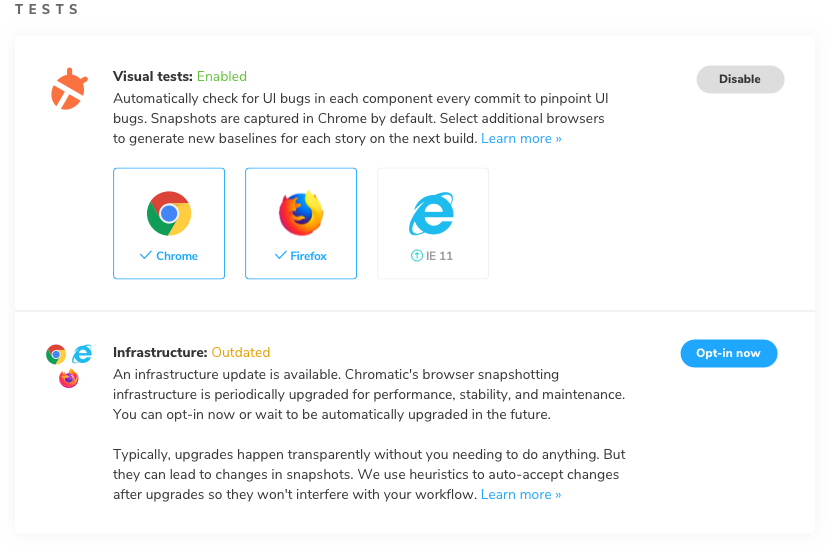 TESTS
Visual tests: Enabled
Disable
Automatically check for UI bugs in each component every commit to pinpoint UI
bugs. Snapshots are captured in Chrome by default. Select additional browsers
to generate new baselines for each story on the next build. Learn more »
Chrome
Firefox
IE 11
Infrastructure: Outdated
Opt-in now
An infrastructure update is available. Chromatic's browser snapshotting
infrastructure is periodically upgraded for performance, stability, and maintenance.
You can opt-in now or wait to be automatically upgraded in the future.
Typically, upgrades happen transparently without you needing to do anything. But
they can lead to changes in snapshots. We use heuristics to auto-accept changes
after upgrades so they won't interfere with your workflow. Learn more »